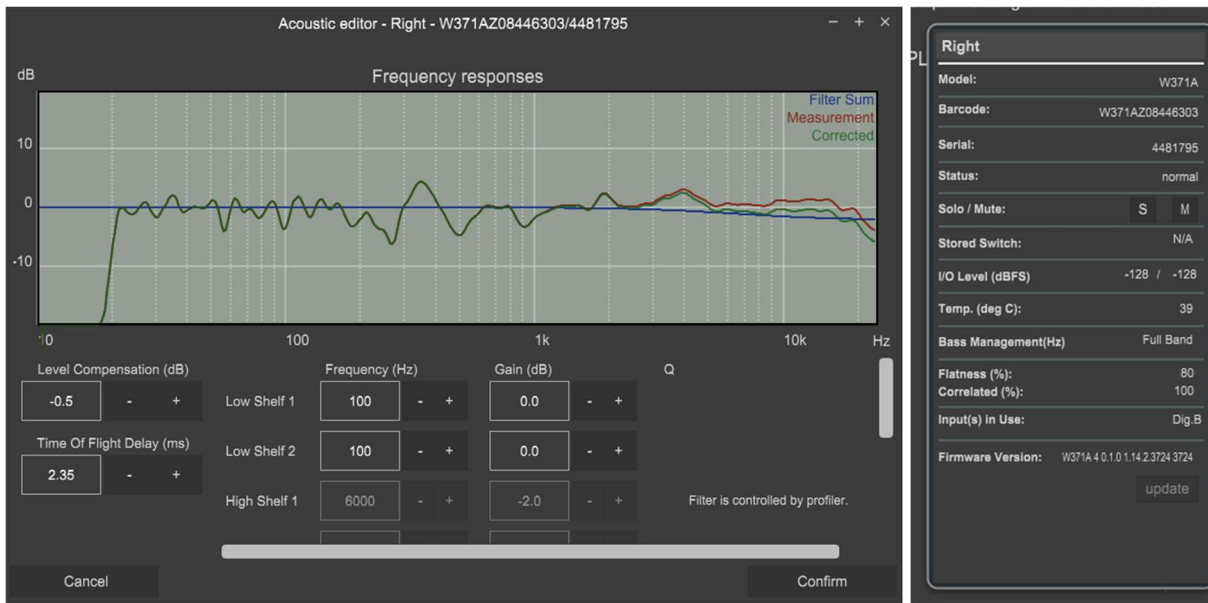 Acoustic editor - Right - W371AZ08446303/4481795
dB
Frequency responses
Filter Sum
Measurement
Corrected
10
0
-10
10
100
1k
10k
Hz
Level Compensation (dB)
Frequency (Hz)
Gain (dB)
Q
-0.5
-
+
Low Shelf 1
100
-
+
0.0
-
+
Time Of Flight Delay (ms)
Low Shelf 2
100
-
+
0.0
-
+
2.35
-
+
High Shelf 1
6000
-
+
-2.0
-
+
Filter is controlled by profiler.
Cancel
Confirm
PL
Right
Model: W371A
Barcode: W371AZ08446303
Serial: 4481795
Status: normal
Solo / Mute: S M
Stored Switch: N/A
I/O Level (dBFS) -128 / -128
Temp. (deg C): 39
Bass Management(Hz) Full Band
Flatness (%): 80
Correlated (%): 100
Input(s) in Use: Dig.B
Firmware Version: W371A 4 0.1.0 1.14.2.3724 3724
update